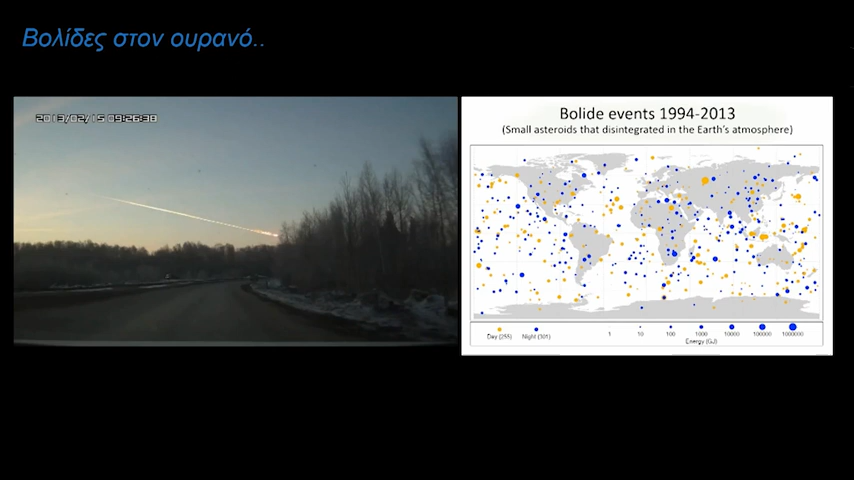 Βολίδες στον ουρανό..
2013/02/15 09:26:38
Bolide events 1994-2013
(Small asteroids that disintegrated in the Earth's atmosphere)
Day (255) Night (301)
1 10 100 1000 10000 100000 1000000
Energy (GJ)